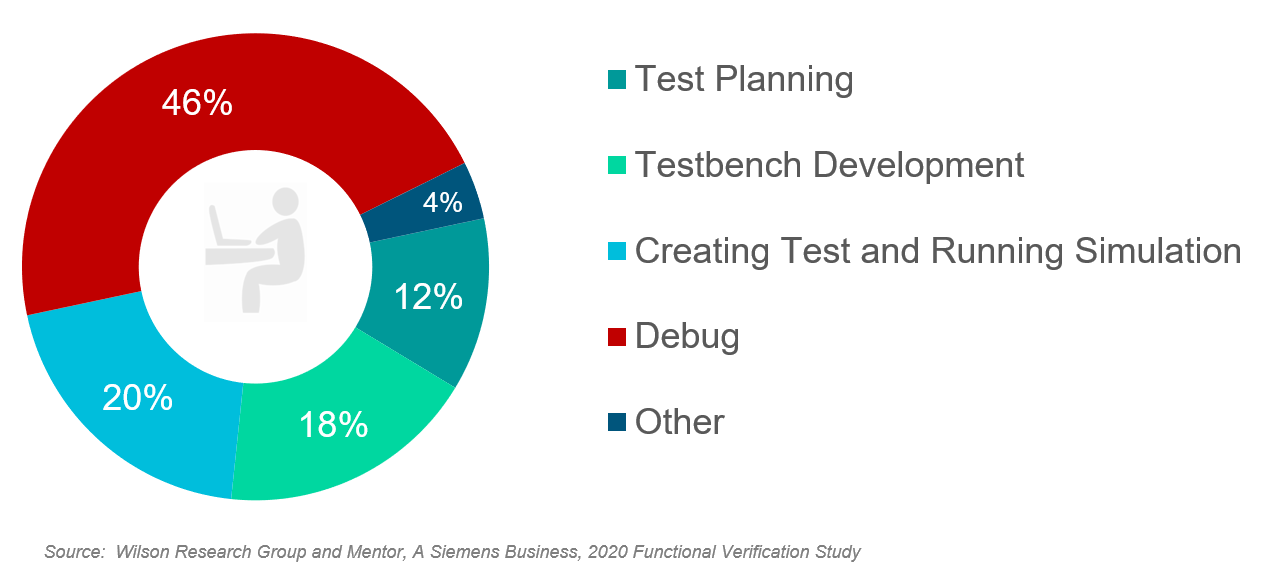 46%
4%
12%
20%
18%
Test Planning
Testbench Development
Creating Test and Running Simulation
Debug
Other
Source:  Wilson Research Group and Mentor, A Siemens Business, 2020 Functional Verification Study